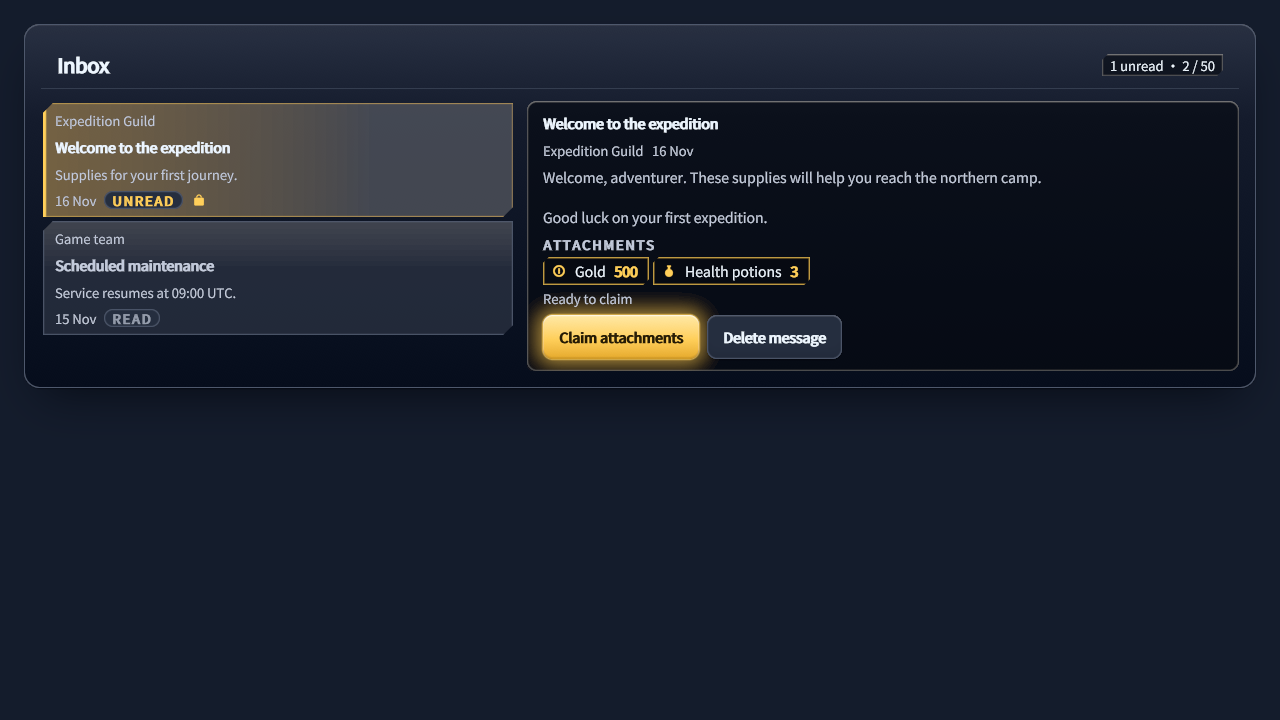 Inbox
1 unread • 2 / 50
Expedition Guild
Welcome to the expedition
Supplies for your first journey.
16 Nov UNREAD
Game team
Scheduled maintenance
Service resumes at 09:00 UTC.
15 Nov READ
Welcome to the expedition
Expedition Guild 16 Nov
Welcome, adventurer. These supplies will help you reach the northern camp.
Good luck on your first expedition.
ATTACHMENTS
Gold 500 Health potions 3
Ready to claim
Claim attachments Delete message